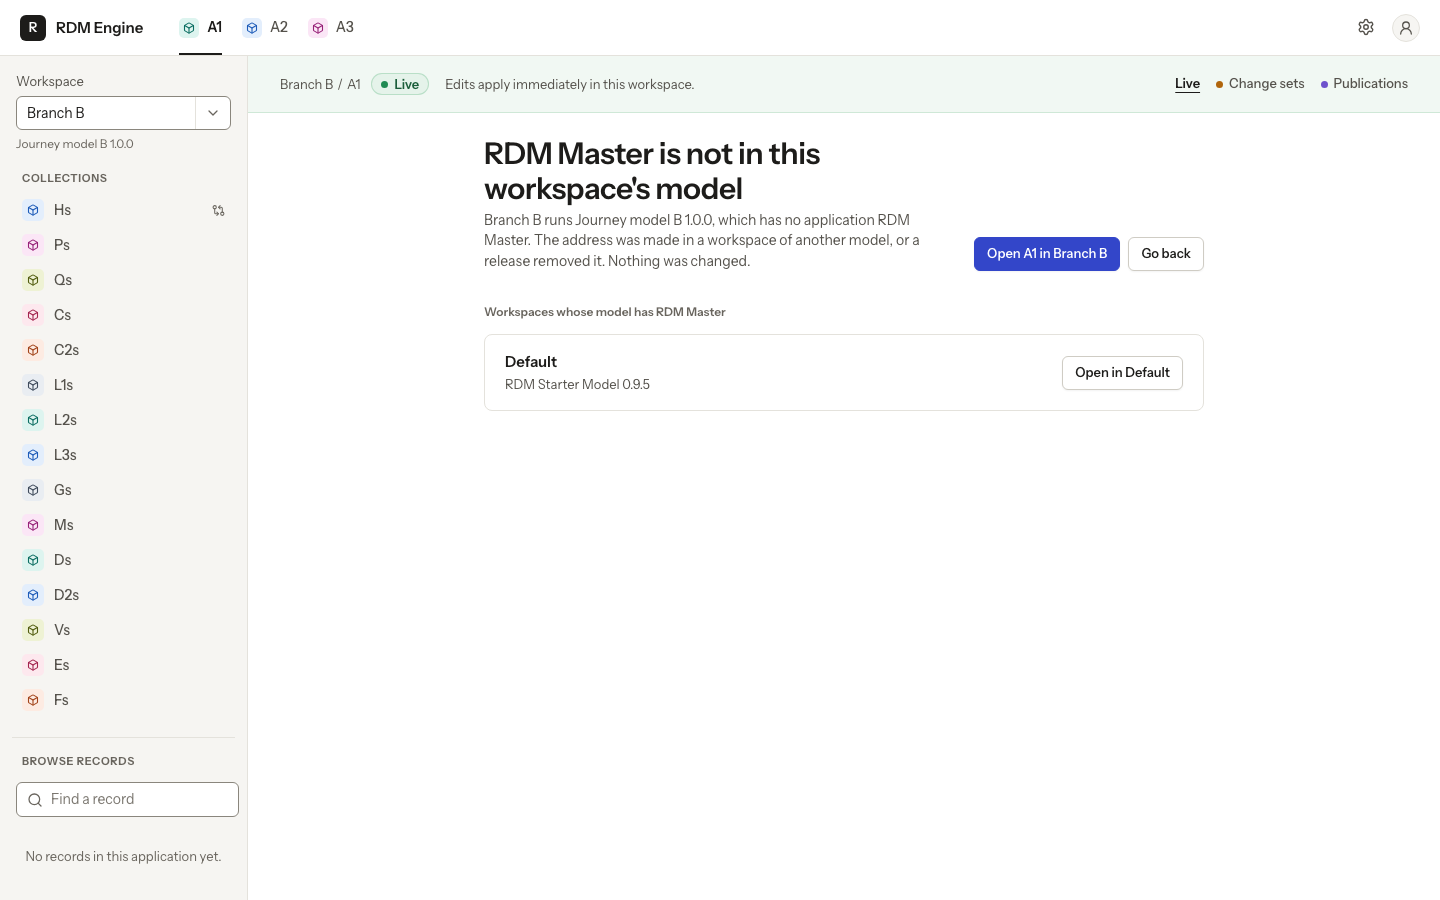 R RDM Engine A1 A2 A3
Workspace
Branch B
Journey model B 1.0.0
COLLECTIONS
Hs
Ps
Qs
Cs
C2s
L1s
L2s
L3s
Gs
Ms
Ds
D2s
Vs
Es
Fs
BROWSE RECORDS
Find a record
No records in this application yet.
Branch B / A1 Live Edits apply immediately in this workspace. Live Change sets Publications
RDM Master is not in this
workspace's model
Branch B runs Journey model B 1.0.0, which has no application RDM
Master. The address was made in a workspace of another model, or a
release removed it. Nothing was changed.
Open A1 in Branch B Go back
Workspaces whose model has RDM Master
Default
RDM Starter Model 0.9.5
Open in Default